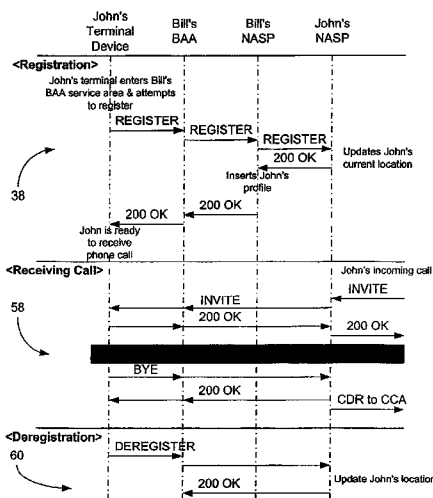 John's
Terminal
Device
Bill's
BAA
Bill's
NASP
John's
NASP
<Registration>
John's terminal enters Bill's
BAA service area & attempts
to register
REGISTER
REGISTER
REGISTER
Updates John's
current location
200 OK
Inserts John's
profile
38
200 OK
200 OK
John is ready
to receive
phone call
<Receiving Call>
John's incoming call
INVITE
INVITE
58
200 OK
200 OK
BYE
200 OK
CDR to CCA
<Deregistration>
60
DEREGISTER
200 OK
Update John's location